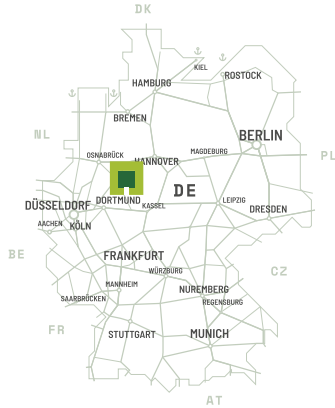 DK
KIEL
ROSTOCK
HAMBURG
BREMEN
NL
BERLIN
OSNABRÜCK
HANNOVER
MAGDEBURG
PL
DE
DORTMUND
KASSEL
LEIPZIG
DÜSSELDORF
DRESDEN
AACHEN
KÖLN
BE
FRANKFURT
WÜRZBURG
CZ
MANNHEIM
NUREMBERG
SAARBRÜCKEN
REGENSBURG
FR
STUTTGART
MUNICH
AT